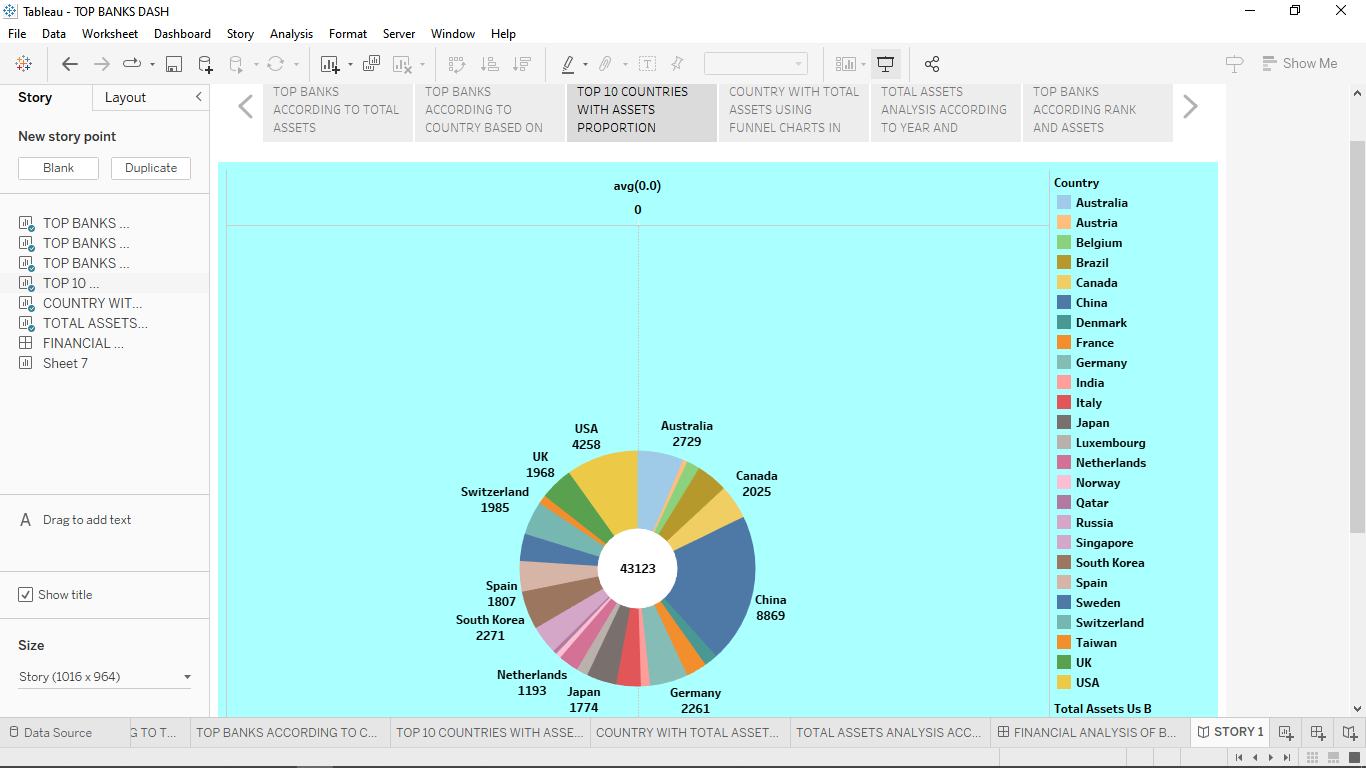 Tableau - TOP BANKS DASH
File Data Worksheet Dashboard Story Analysis Format Server Window Help
Show Me
Story
Layout
New story point
Blank
Duplicate
TOP BANKS ...
TOP BANKS ...
TOP BANKS ...
TOP 10 ...
COUNTRY WIT...
TOTAL ASSETS...
FINANCIAL ...
Sheet 7
A Drag to add text
Show title
Size
Story (1016 x 964)
TOP BANKS
ACCORDING TO TOTAL
ASSETS
TOP BANKS
ACCORDING TO
COUNTRY BASED ON
TOP 10 COUNTRIES
WITH ASSETS
PROPORTION
COUNTRY WITH TOTAL
ASSETS USING
FUNNEL CHARTS IN
TOTAL ASSETS
ANALYSIS ACCORDING
TO YEAR AND
TOP BANKS
ACCORDING RANK
AND ASSETS
avg(0.0)
0
USA
4258
Australia
2729
UK
1968
Canada
2025
Switzerland
1985
43123
Spain
1807
China
8869
South Korea
2271
Netherlands
1193
Japan
1774
Germany
2261
Country
Australia
Austria
Belgium
Brazil
Canada
China
Denmark
France
Germany
India
Italy
Japan
Luxembourg
Netherlands
Norway
Qatar
Russia
Singapore
South Korea
Spain
Sweden
Switzerland
Taiwan
UK
USA
Total Assets Us B
Data Source
G TO T...
TOP BANKS ACCORDING TO C...
TOP 10 COUNTRIES WITH ASSE...
COUNTRY WITH TOTAL ASSET...
TOTAL ASSETS ANALYSIS ACC...
FINANCIAL ANALYSIS OF B...
STORY 1